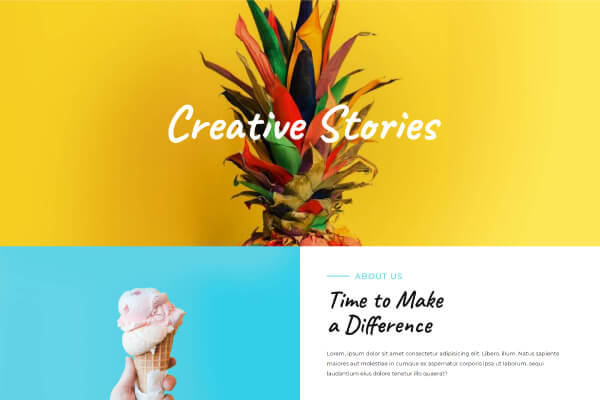 Creative Stories
ABOUT US
Time to Make
a Difference
Lorem, ipsum dolor sit amet consectetur adipisicing elit. Libero, illum. Natus sapiente
maiores aut molestiae in cumque ex aspernatur corporis ipsa ut laborum, sequi
laudantium eius dolore tenetur illo quaerat?